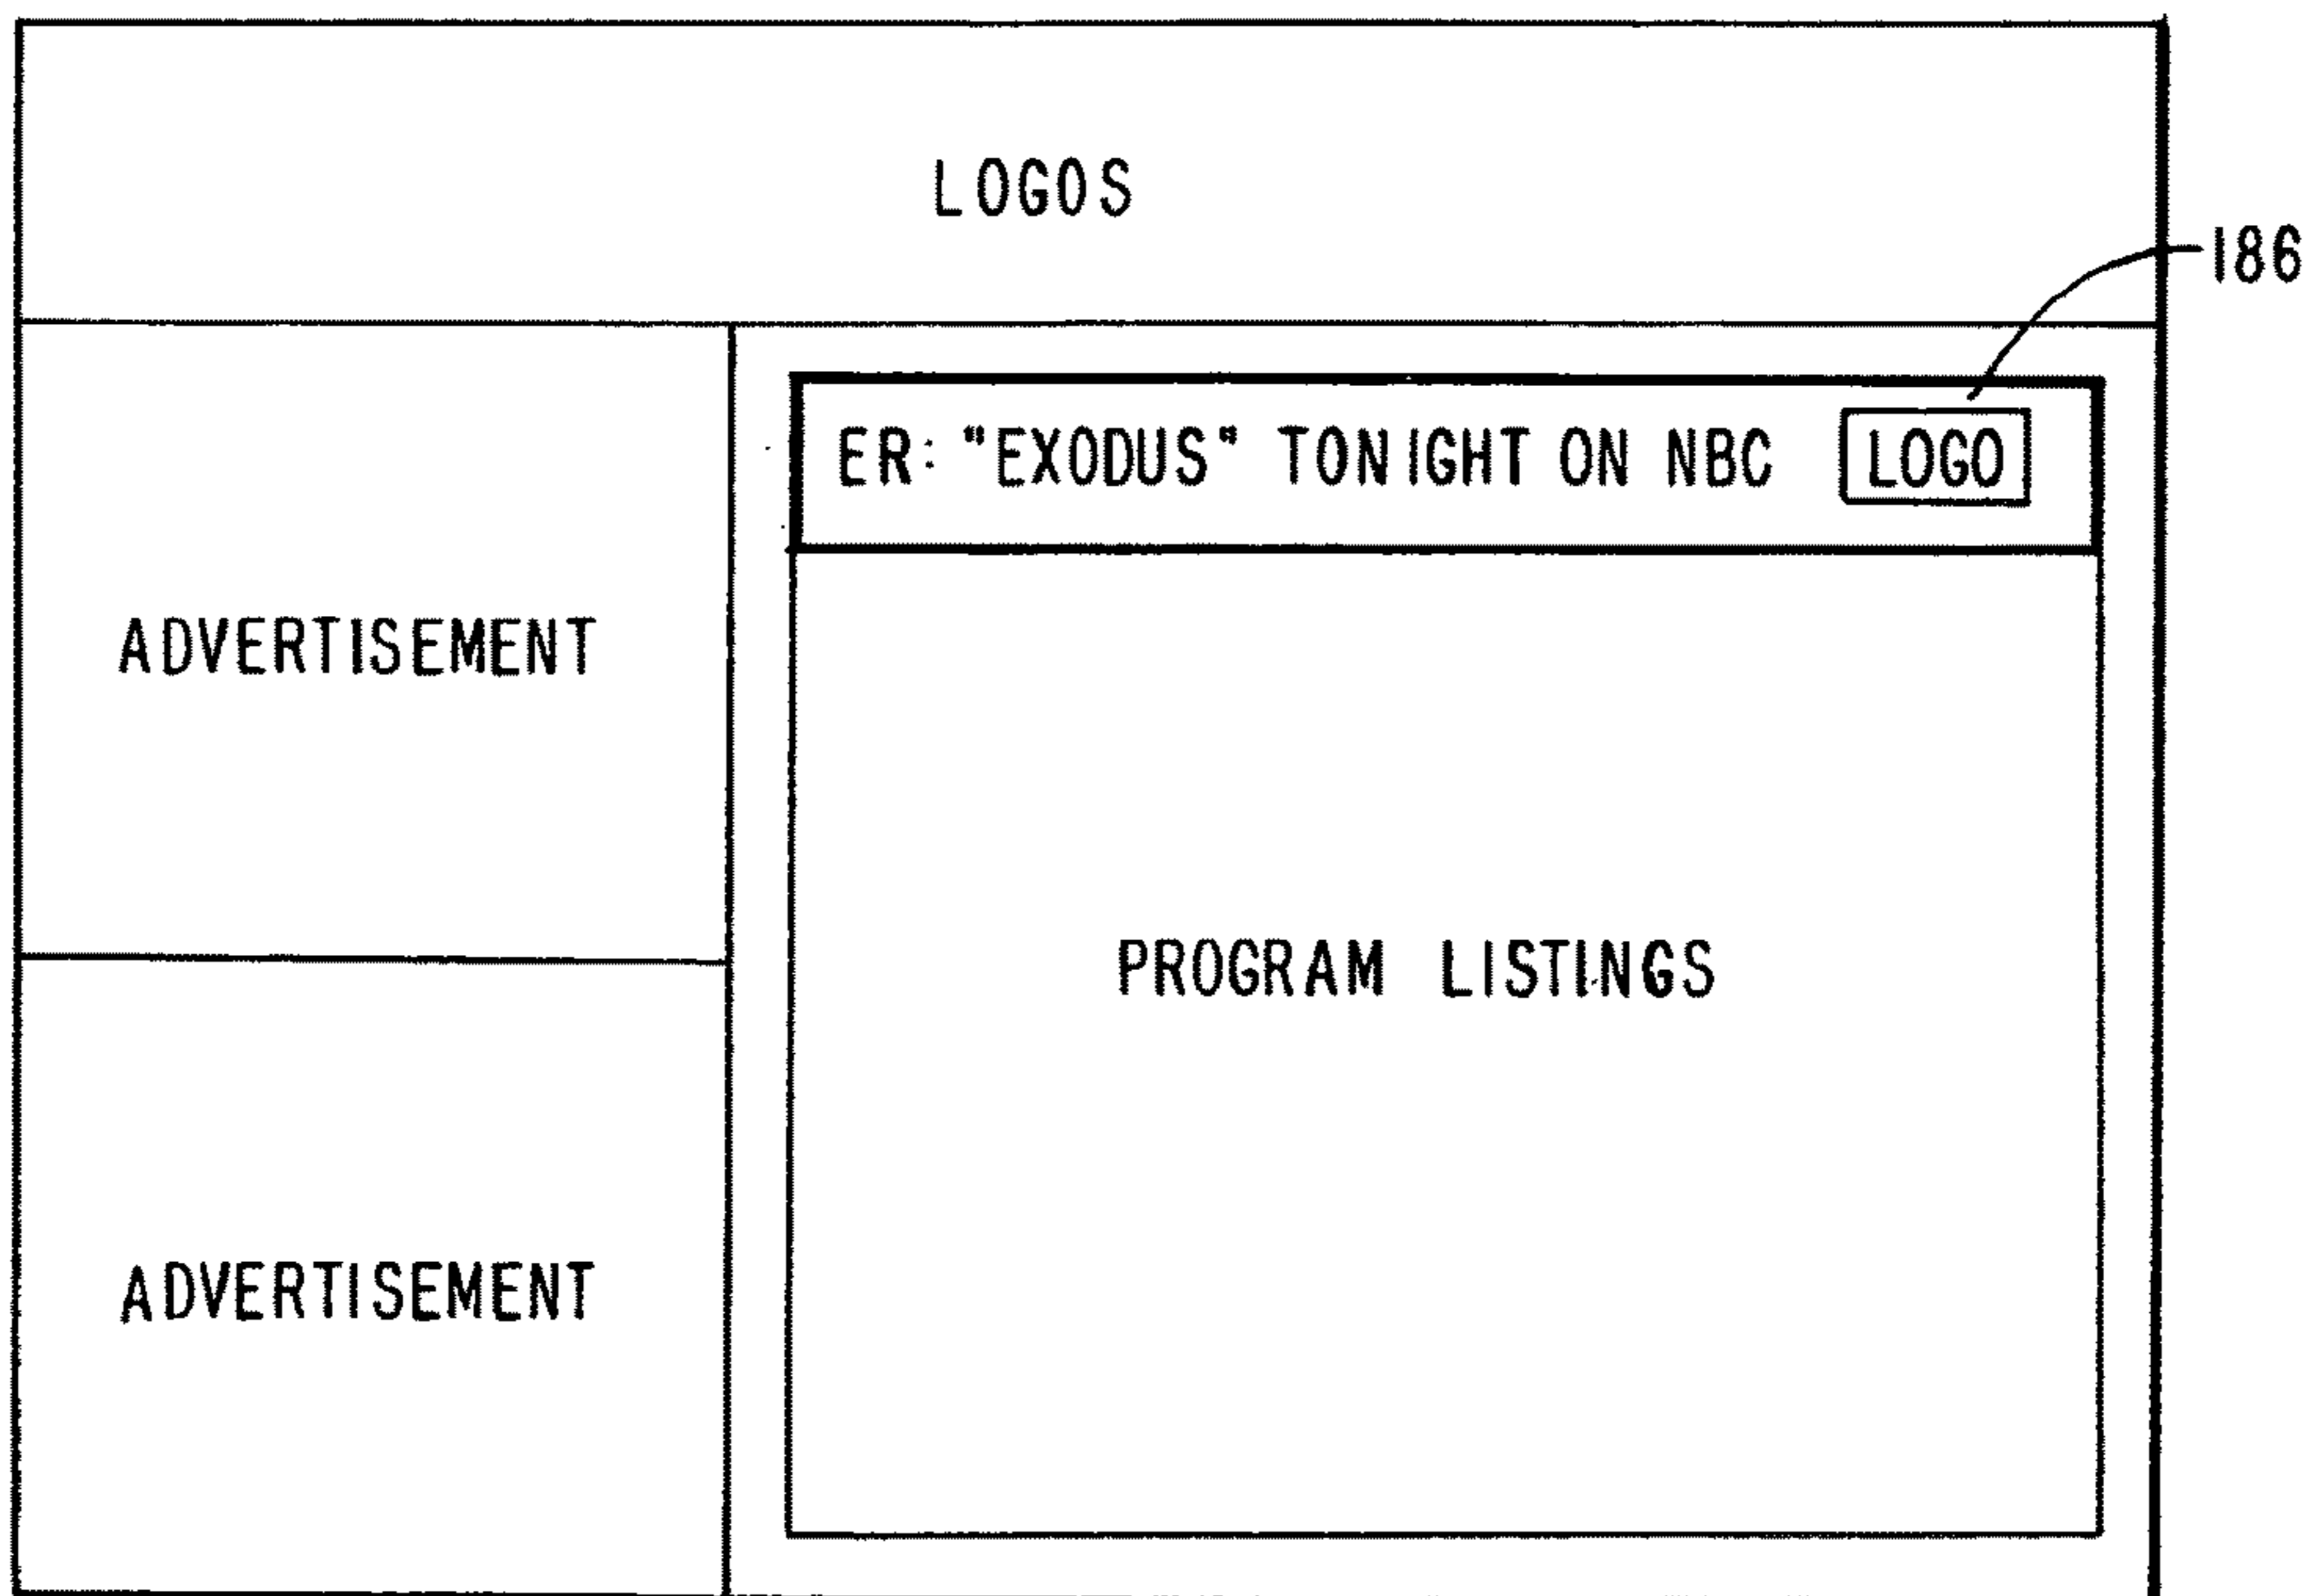 LOGOS
186
ER: "EXODUS" TONIGHT ON NBC LOGO
ADVERTISEMENT
PROGRAM LISTINGS
ADVERTISEMENT